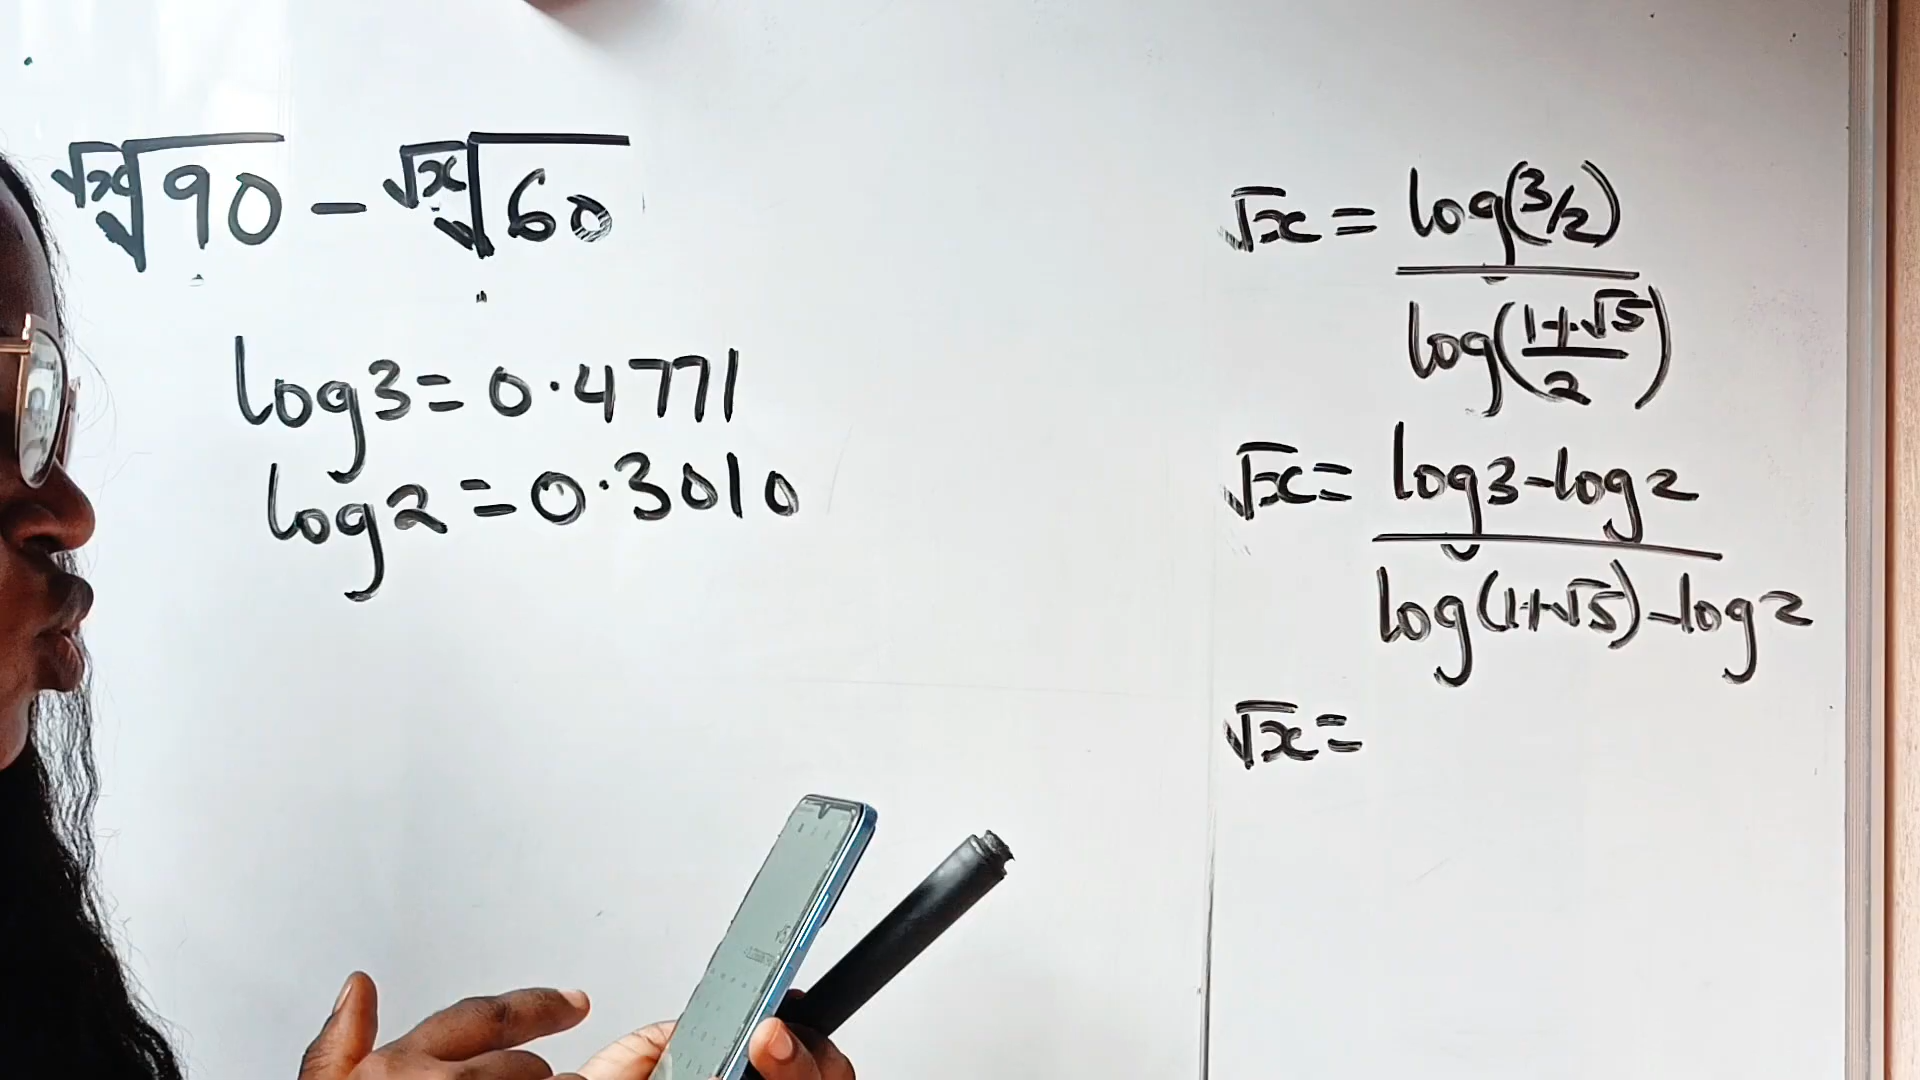 ˣ√90 - ˣ√60
log3 = 0.4771
log2 = 0.3010
√x = log(3/2)
log(1+√5/2)
√x = log3-log2
log(1+√5)-log2
√x =